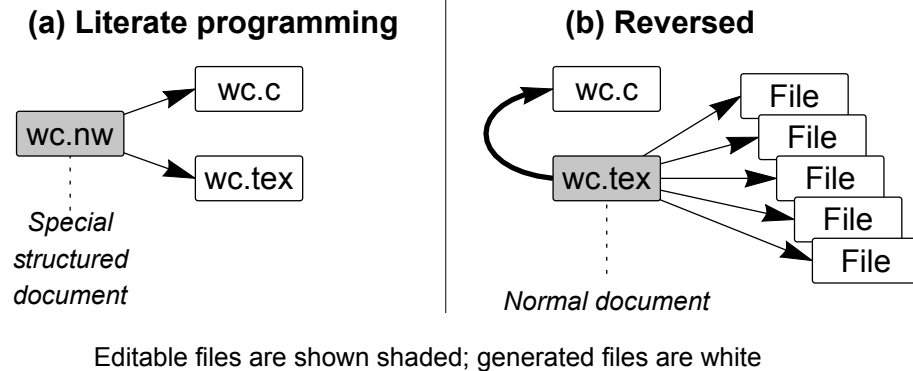 (a) Literate programming
wc.c
wc.nw
wc.tex
Special
structured
document
(b) Reversed
wc.c
File
File
wc.tex
File
File
File
Normal document
Editable files are shown shaded; generated files are white